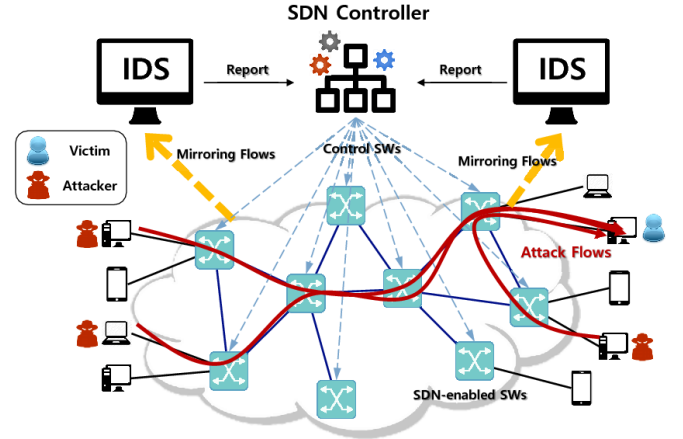 SDN Controller
IDS
IDS
Report
Report
Victim
Attacker
Mirroring Flows
Control SWs
Mirroring Flows
Attack Flows
SDN-enabled SWs